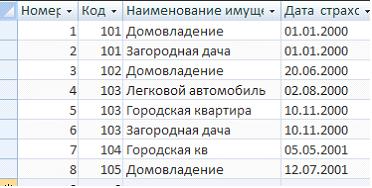 Номер Код Наименование имуще Дата страхо
1 101 Домовладение 01.01.2000
2 101 Загородная дача 01.01.2000
3 102 Домовладение 20.06.2000
4 103 Легковой автомобиль 02.08.2000
5 103 Городская квартира 10.11.2000
6 103 Загородная дача 10.11.2000
7 104 Городская кв 05.05.2001
8 105 Домовладение 12.07.2001